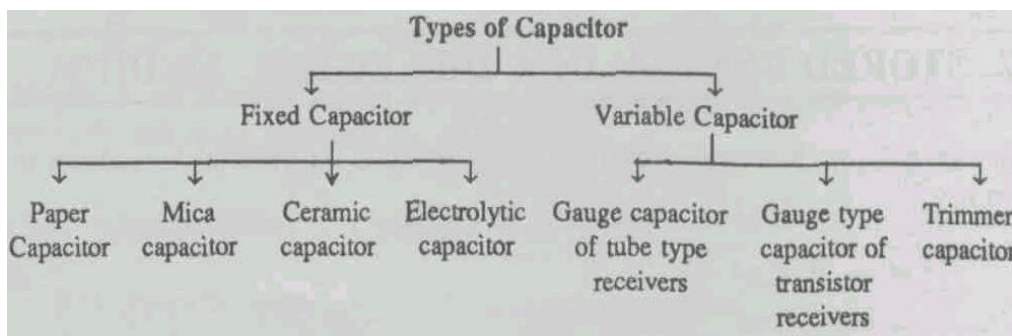 Types of Capacitor
Fixed Capacitor
Variable Capacitor
Paper
Capacitor
Mica
capacitor
Ceramic
capacitor
Electrolytic
capacitor
Gauge capacitor
of tube type
receivers
Gauge type
capacitor of
transistor
receivers
Trimmer
capacitor